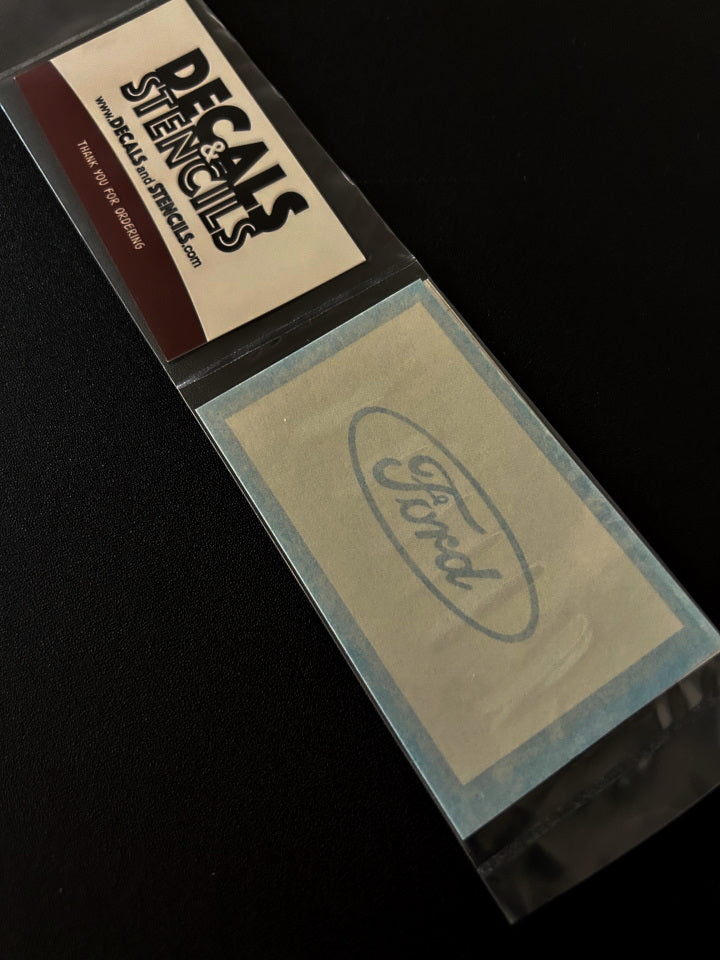 DECALS
&
STENCILS
www.DECALS and STENCILS.com
THANK YOU FOR ORDERING
Ford